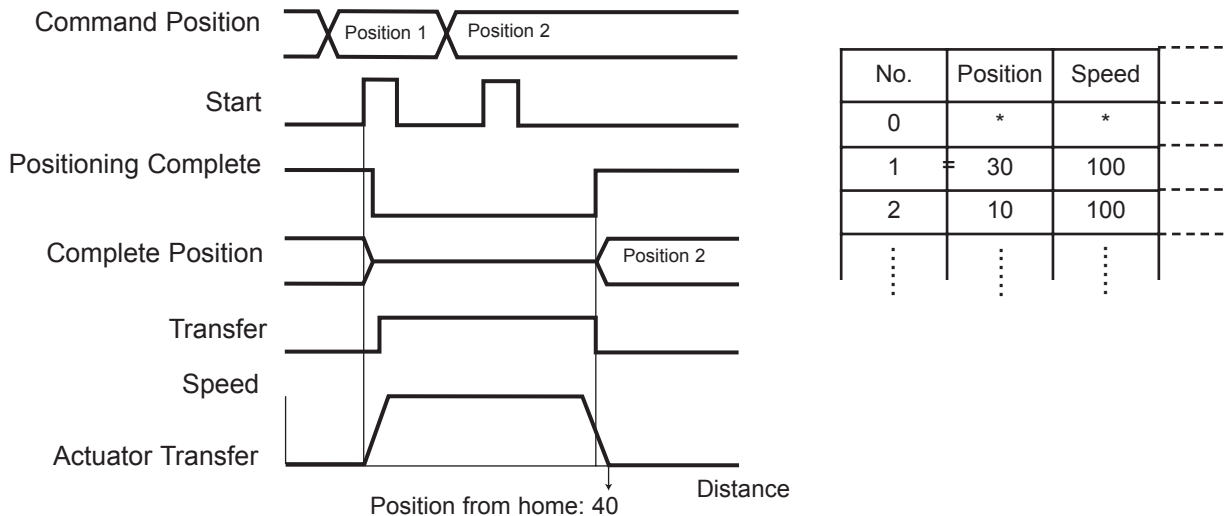 Command Position
Position 1
Position 2
Start
Positioning Complete
Complete Position
Position 2
Transfer
Speed
Actuator Transfer
Distance
Position from home: 40
No. Position Speed
0 * *
1 = 30 100
2 10 100